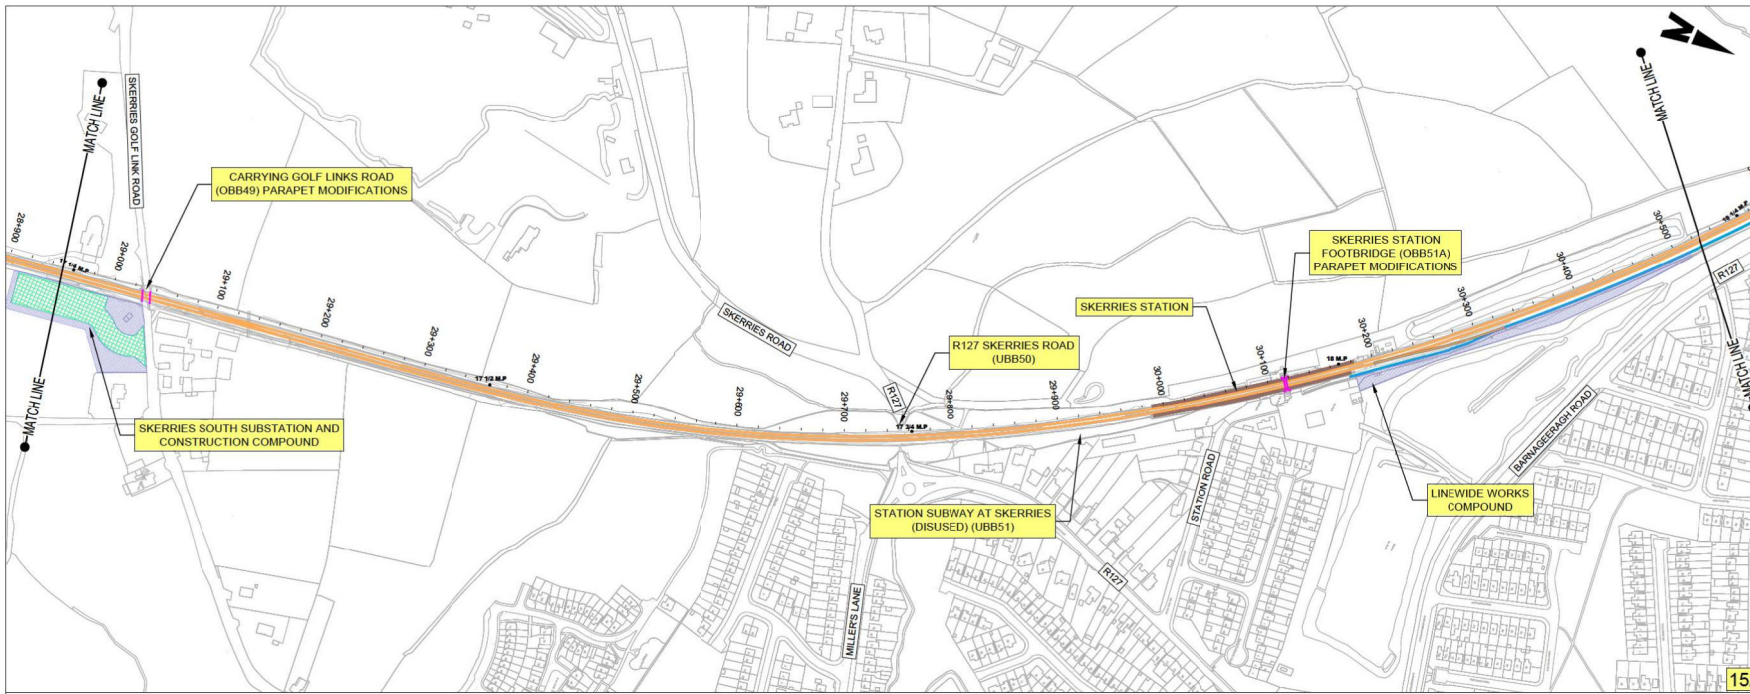 MATCH LINE
MATCH LINE
SKERRIES GOLF LINK ROAD
CARRYING GOLF LINKS ROAD
(OBB49) PARAPET MODIFICATIONS
28+900
29+000
29+100
29+200
29+300
29+400
29+500
29+600
29+700
29+800
29+900
30+000
30+100
30+200
30+300
30+400
30+500
17 1/2 M.P
17 3/4 M.P
18 M.P
18 1/4 M.P
SKERRIES SOUTH SUBSTATION AND
CONSTRUCTION COMPOUND
SKERRIES ROAD
R127
R127 SKERRIES ROAD
(UBB50)
SKERRIES STATION
SKERRIES STATION
FOOTBRIDGE (OBB51A)
PARAPET MODIFICATIONS
STATION SUBWAY AT SKERRIES
(DISUSED) (UBB51)
MILLER'S LANE
R127
STATION ROAD
LINEWIDE WORKS
COMPOUND
BARNAGEERAGH ROAD
R127
MATCH LINE
MATCH LINE
MATCH LINE
N
15